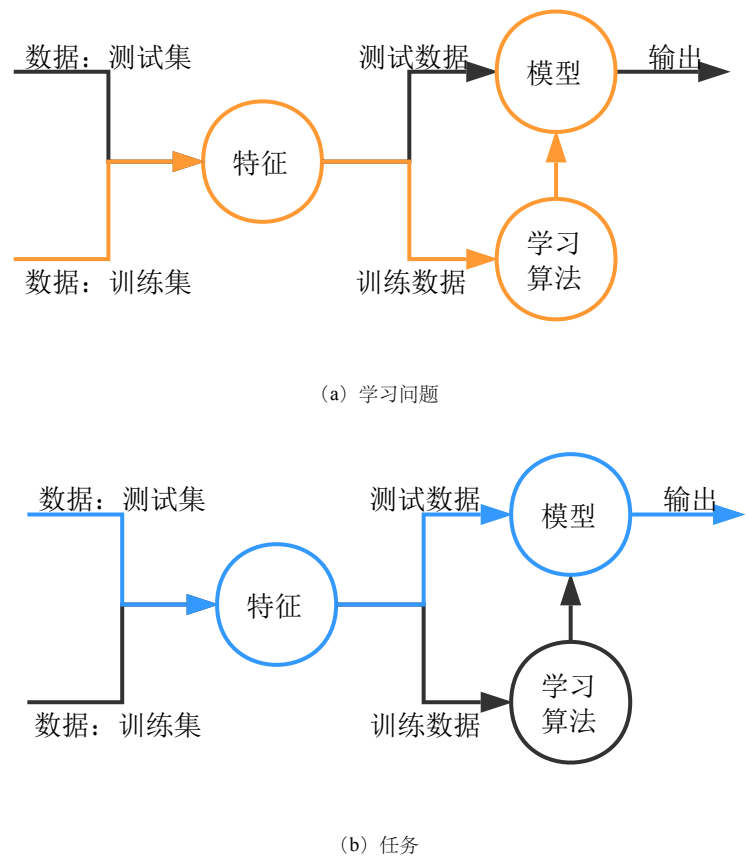 数据：测试集
测试数据
模型
输出
特征
学习
算法
数据：训练集
训练数据
（a）学习问题
数据：测试集
测试数据
模型
输出
特征
学习
算法
数据：训练集
训练数据
（b）任务